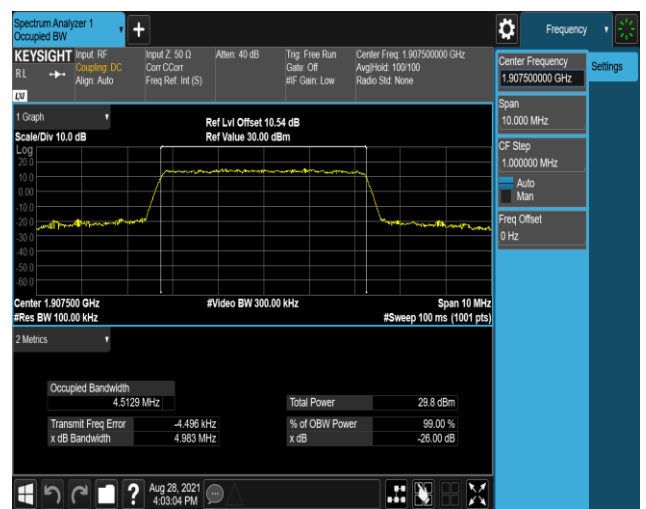 Spectrum Analyzer 1
Occupied BW
Frequency
KEYSIGHT
RL
LXI
Input: RF
Coupling: DC
Align: Auto
Input Z: 50 Ω
Corr CCorr
Freq Ref: Int (S)
Atten: 40 dB
Trig: Free Run
Gate: Off
#IF Gain: Low
Center Freq: 1.907500000 GHz
Avg|Hold: 100/100
Radio Std: None
Center Frequency
1.907500000 GHz
Settings
Span
10.000 MHz
CF Step
1.000000 MHz
Auto
Man
Freq Offset
0 Hz
1 Graph
Scale/Div 10.0 dB
Ref Lvl Offset 10.54 dB
Ref Value 30.00 dBm
Log
20.0
10.0
0.00
-10.0
-20.0
-30.0
-40.0
-50.0
-60.0
Center 1.907500 GHz
#Res BW 100.00 kHz
#Video BW 300.00 kHz
Span 10 MHz
#Sweep 100 ms (1001 pts)
2 Metrics
Occupied Bandwidth
4.5129 MHz
Total Power 29.8 dBm
Transmit Freq Error -4.496 kHz
% of OBW Power 99.00 %
x dB Bandwidth 4.983 MHz
x dB -26.00 dB
Aug 28, 2021
4:03:04 PM